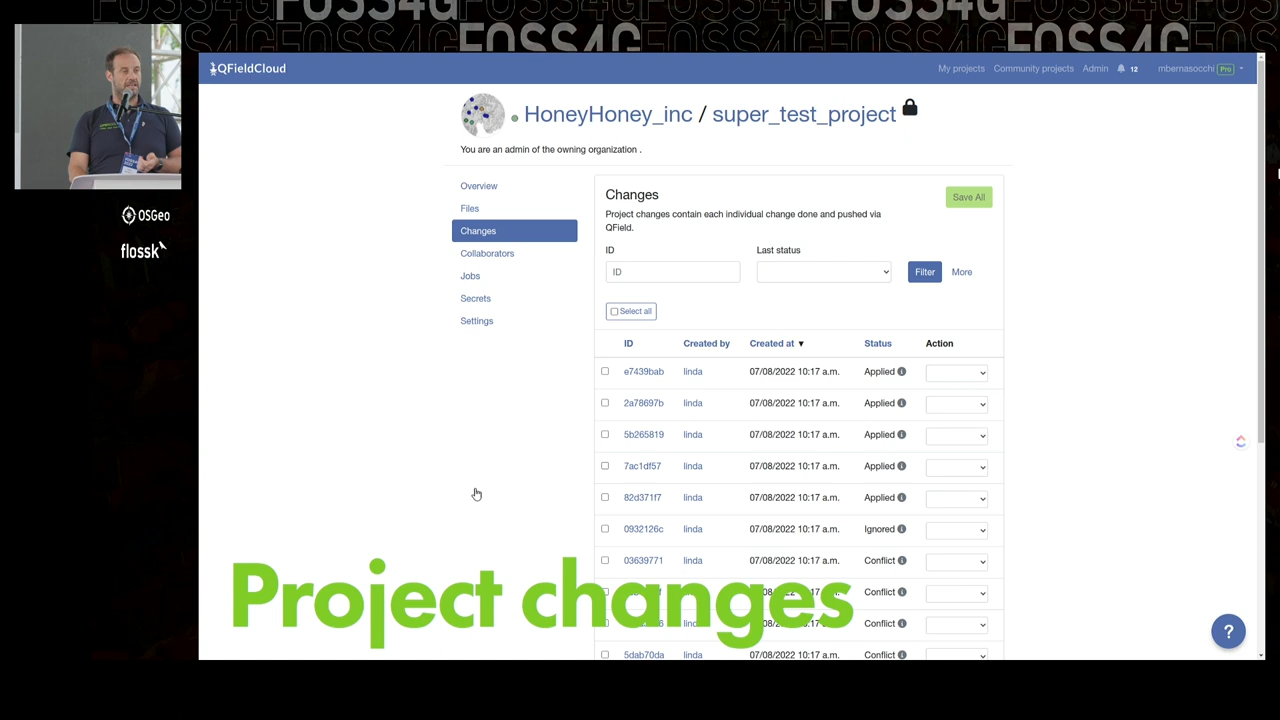 FOSS4G FOSS4G FOSS4G FOSS4G
QFieldCloud
My projects Community projects Admin 12 mbernasocchi Pro
HoneyHoney_inc / super_test_project
You are an admin of the owning organization .
Overview
Files
Changes
Collaborators
Jobs
Secrets
Settings
Changes
Save All
Project changes contain each individual change done and pushed via
QField.
ID Last status
ID Filter More
Select all
ID Created by Created at ▼ Status Action
e7439bab linda 07/08/2022 10:17 a.m. Applied
2a78697b linda 07/08/2022 10:17 a.m. Applied
5b265819 linda 07/08/2022 10:17 a.m. Applied
7ac1df57 linda 07/08/2022 10:17 a.m. Applied
82d371f7 linda 07/08/2022 10:17 a.m. Applied
0932126c linda 07/08/2022 10:17 a.m. Ignored
03639771 linda 07/08/2022 10:17 a.m. Conflict
Conflict
Conflict
5dab70da linda 07/08/2022 10:17 a.m. Conflict
Project changes
?
OSGeo
flossk